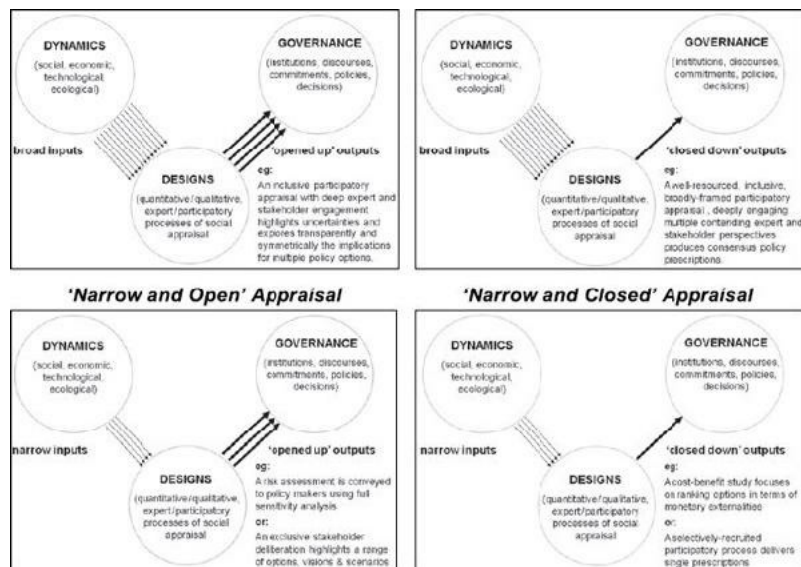 DYNAMICS
(social, economic,
technological,
ecological)
GOVERNANCE
(institutions, discourses,
commitments, policies,
decisions)
broad inputs
'opened up' outputs
DESIGNS
(quantitative/qualitative,
expert/participatory
processes of social
appraisal
eg:
An inclusive participatory
appraisal with deep expert and
stakeholder engagement
highlights uncertainties and
explores transparently and
symmetrically the implications
for multiple policy options.
DYNAMICS
(social, economic,
technological,
ecological)
GOVERNANCE
(institutions, discourses,
commitments, policies,
decisions)
broad inputs
'closed down' outputs
DESIGNS
(quantitative/qualitative,
expert/participatory
processes of social
appraisal
eg:
A well-resourced, inclusive,
broadly-framed participatory
appraisal , deeply engaging
multiple contending expert and
stakeholder perspectives
produces consensus policy
prescriptions.
'Narrow and Open' Appraisal
'Narrow and Closed' Appraisal
DYNAMICS
(social, economic,
technological,
ecological)
GOVERNANCE
(institutions, discourses,
commitments, policies,
decisions)
narrow inputs
'opened up' outputs
DESIGNS
(quantitative/qualitative,
expert/participatory
processes of social
appraisal
eg:
A risk assessment is conveyed
to policy makers using full
sensitivity analysis
or:
An exclusive stakeholder
deliberation highlights a range
of options, visions & scenarios
DYNAMICS
(social, economic,
technological,
ecological)
GOVERNANCE
(institutions, discourses,
commitments, policies,
decisions)
narrow inputs
'closed down' outputs
DESIGNS
(quantitative/qualitative,
expert/participatory
processes of social
appraisal
eg:
A cost-benefit study focuses
on ranking options in terms of
monetary externalities
or:
A selectively-recruited
participatory process delivers
single prescriptions